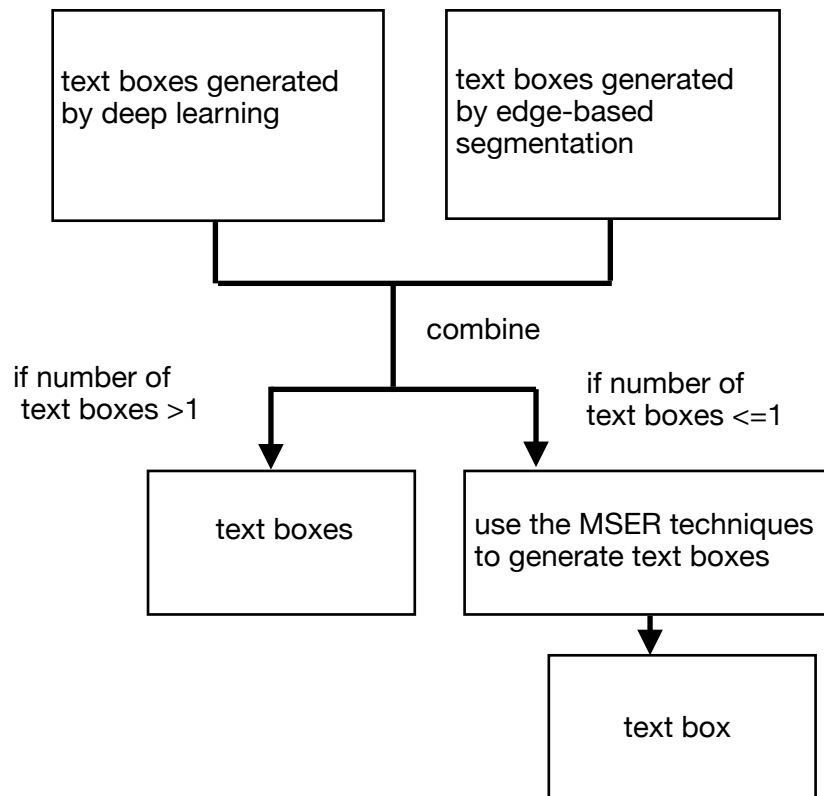 text boxes generated
by deep learning
text boxes generated
by edge-based
segmentation
combine
if number of
text boxes >1
if number of
text boxes <=1
text boxes
use the MSER techniques
to generate text boxes
text box